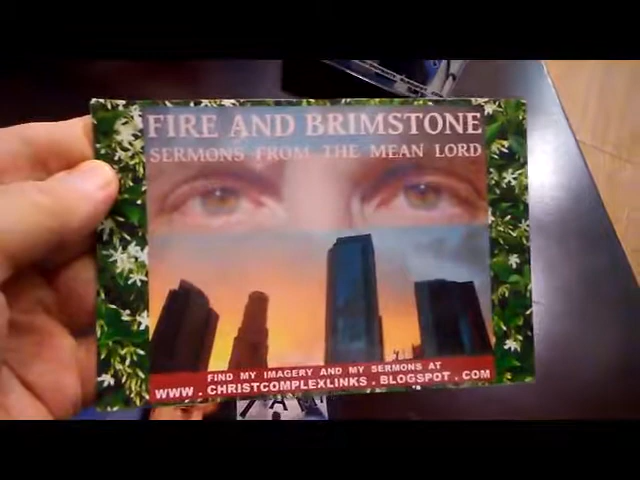 FIRE AND BRIMSTONE
SERMONS FROM THE MEAN LORD
FIND MY IMAGERY AND MY SERMONS AT
WWW . CHRISTCOMPLEXLINKS . BLOGSPOT . COM